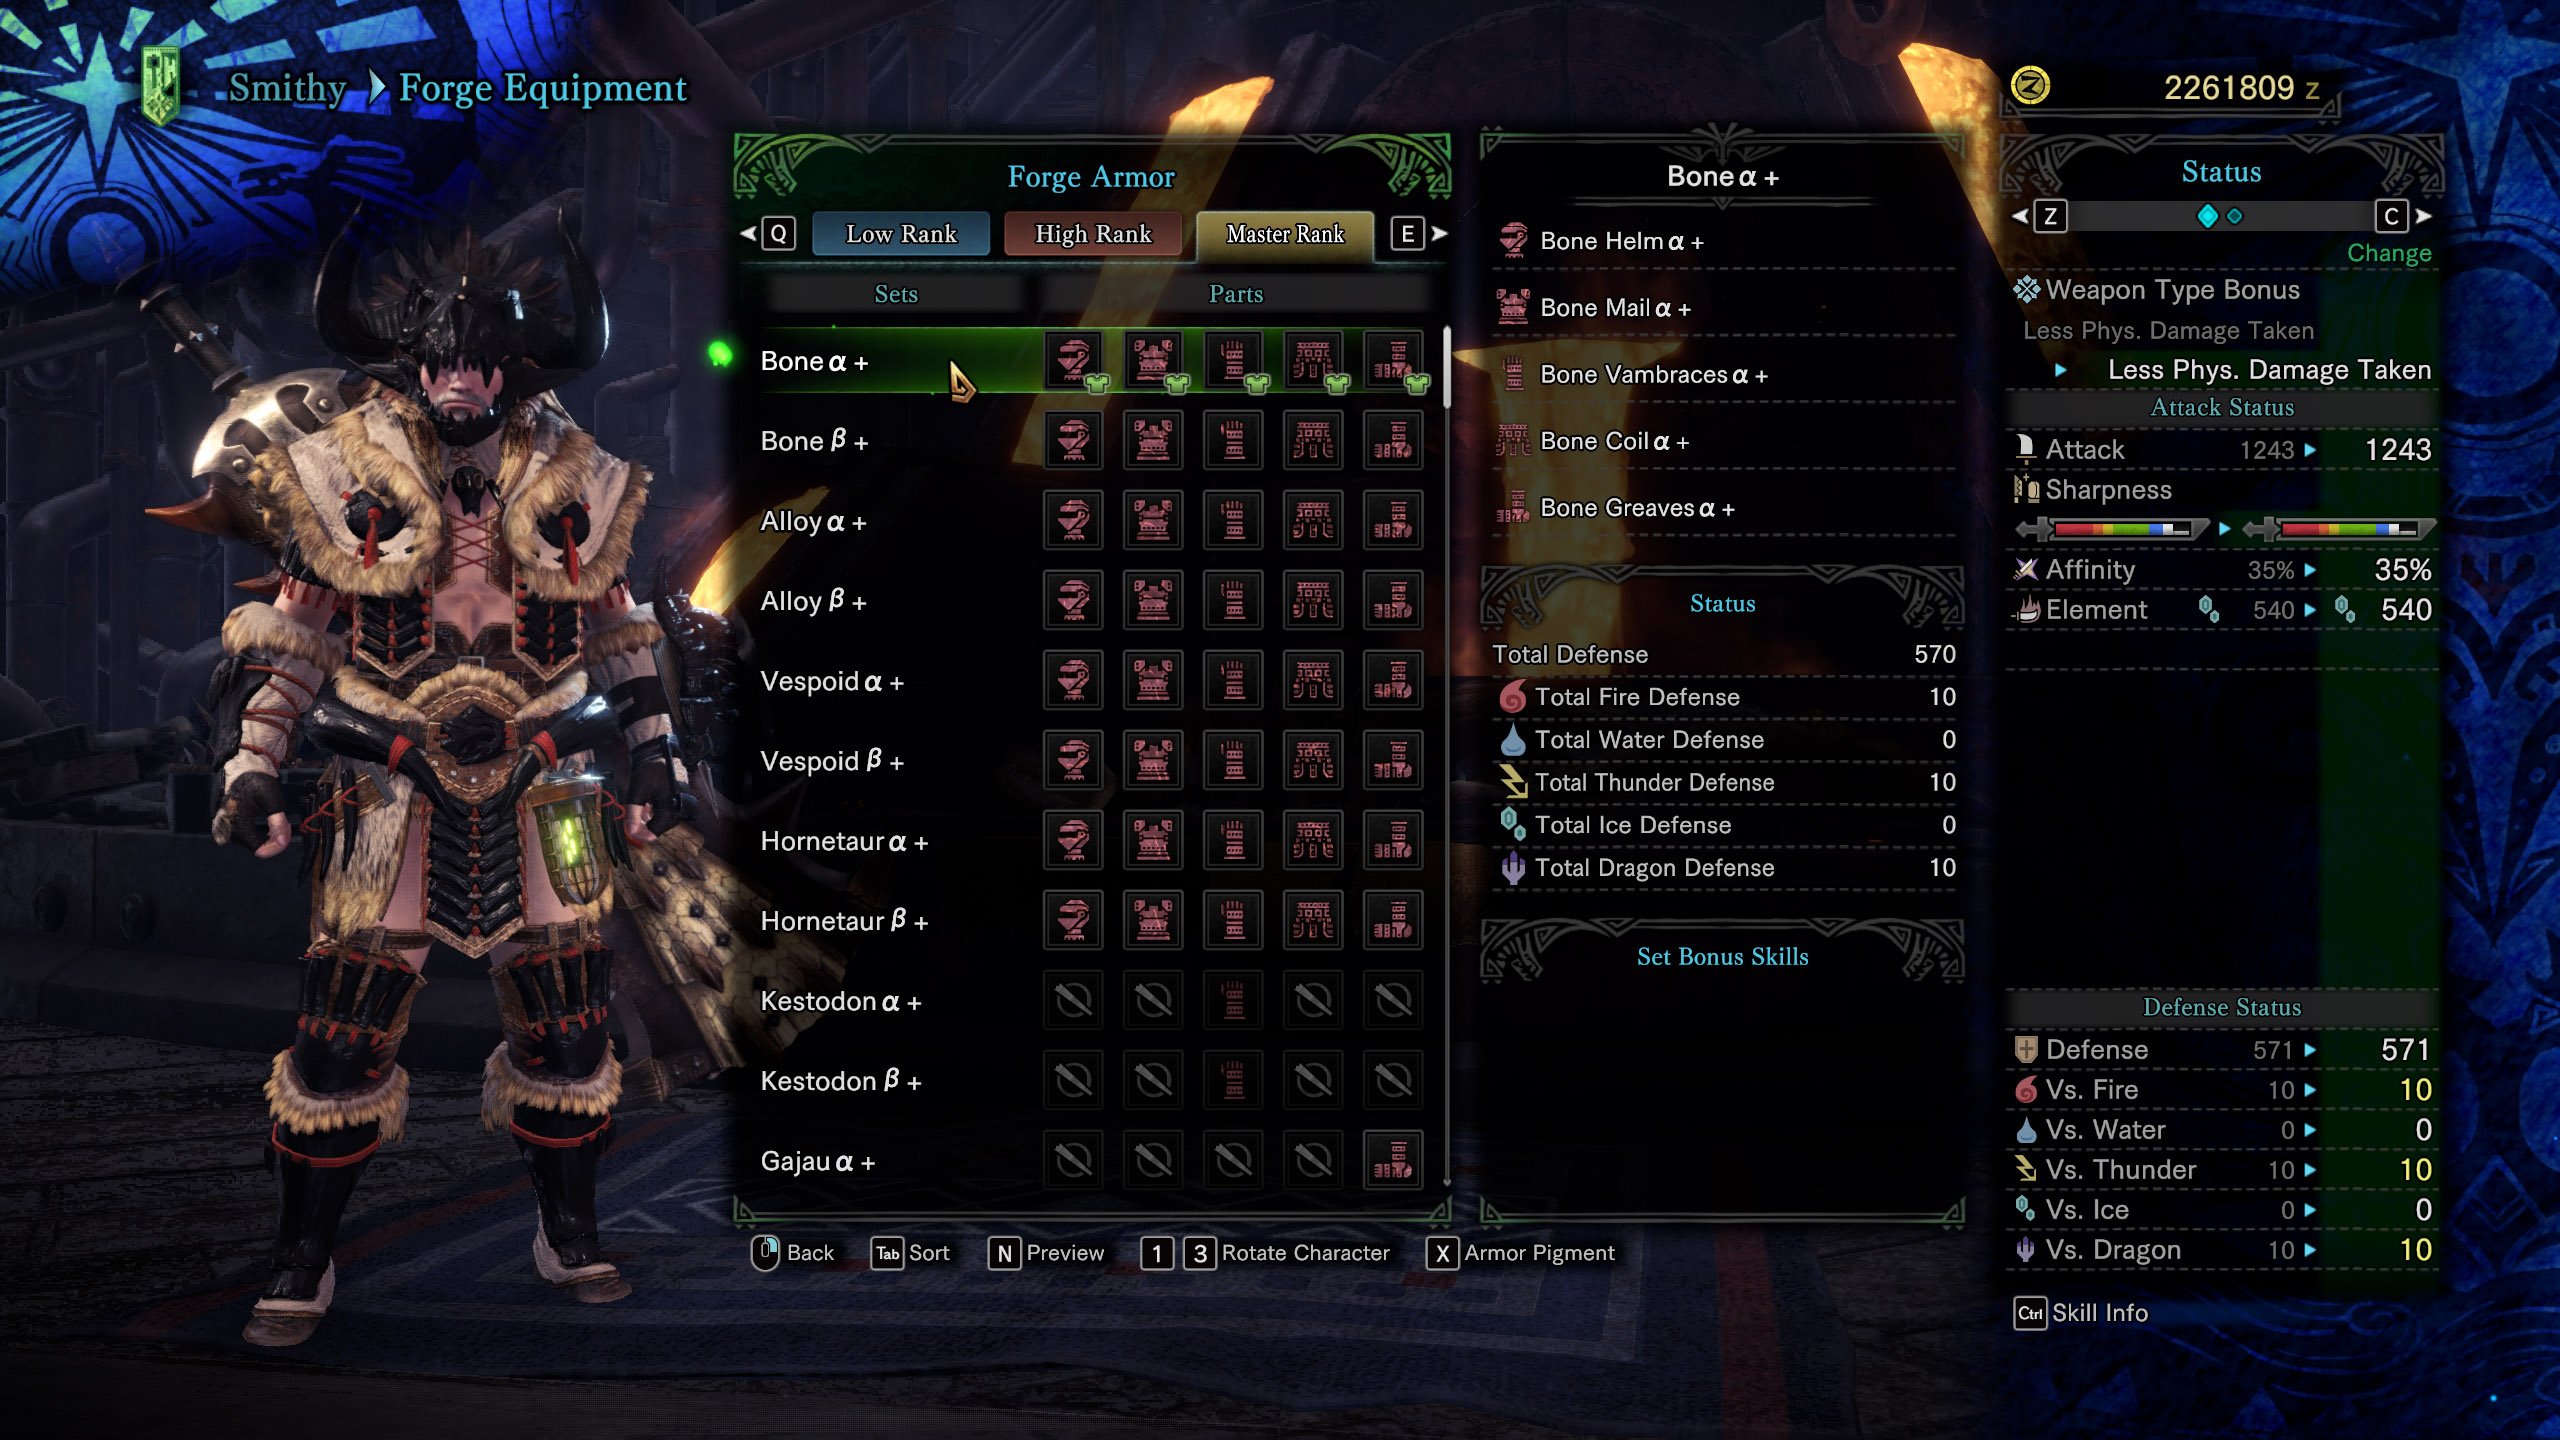 Smithy Forge Equipment
2261809 z
Forge Armor
Q Low Rank High Rank Master Rank E
Sets Parts
Bone α +
Bone β +
Alloy α +
Alloy β +
Vespoid α +
Vespoid β +
Hornetaur α +
Hornetaur β +
Kestodon α +
Kestodon β +
Gajau α +
Bone α +
Bone Helm α +
Bone Mail α +
Bone Vambraces α +
Bone Coil α +
Bone Greaves α +
Status
Total Defense 570
Total Fire Defense 10
Total Water Defense 0
Total Thunder Defense 10
Total Ice Defense 0
Total Dragon Defense 10
Set Bonus Skills
Status
Z C
Change
Weapon Type Bonus
Less Phys. Damage Taken
Less Phys. Damage Taken
Attack Status
Attack 1243 1243
Sharpness
Affinity 35% 35%
Element 540 540
Defense Status
Defense 571 571
Vs. Fire 10 10
Vs. Water 0 0
Vs. Thunder 10 10
Vs. Ice 0 0
Vs. Dragon 10 10
Ctrl Skill Info
Back Tab Sort N Preview 1 3 Rotate Character X Armor Pigment